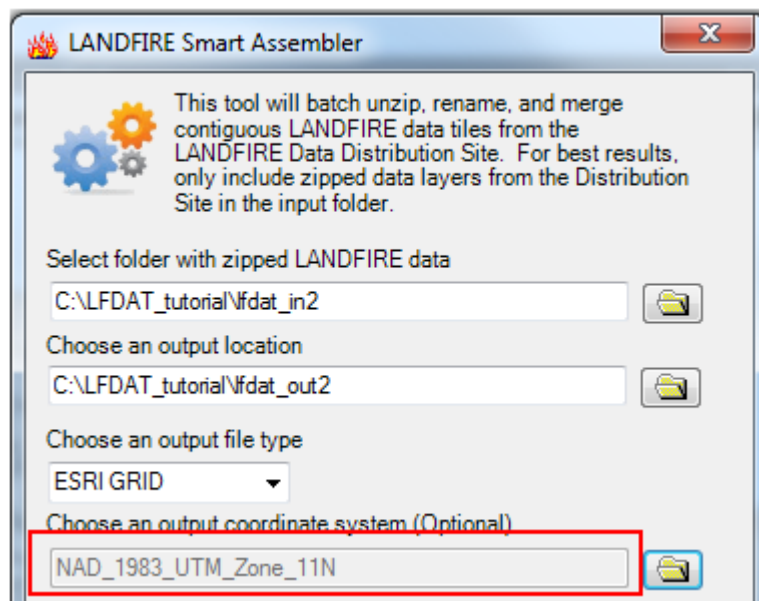 LANDFIRE Smart Assembler
This tool will batch unzip, rename, and merge
contiguous LANDFIRE data tiles from the
LANDFIRE Data Distribution Site. For best results,
only include zipped data layers from the Distribution
Site in the input folder.
Select folder with zipped LANDFIRE data
C:\LFDAT_tutorial\lfdat_in2
Choose an output location
C:\LFDAT_tutorial\lfdat_out2
Choose an output file type
ESRI GRID
Choose an output coordinate system (Optional)
NAD_1983_UTM_Zone_11N